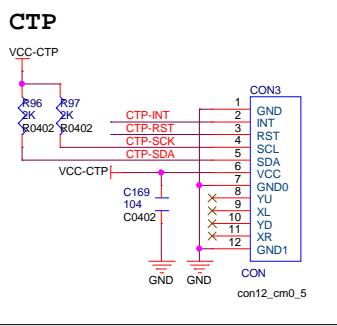 CTP
VCC-CTP
R96
2K
R0402
R97
2K
R0402
CTP-INT
CTP-RST
CTP-SCK
CTP-SDA
VCC-CTP
C169
104
C0402
GND
GND
CON3
1 GND
2 INT
3 RST
4 SCL
5 SDA
6 VCC
7 GND0
8 YU
9 XL
10 YD
11 XR
12 GND1
CON
con12_cm0_5